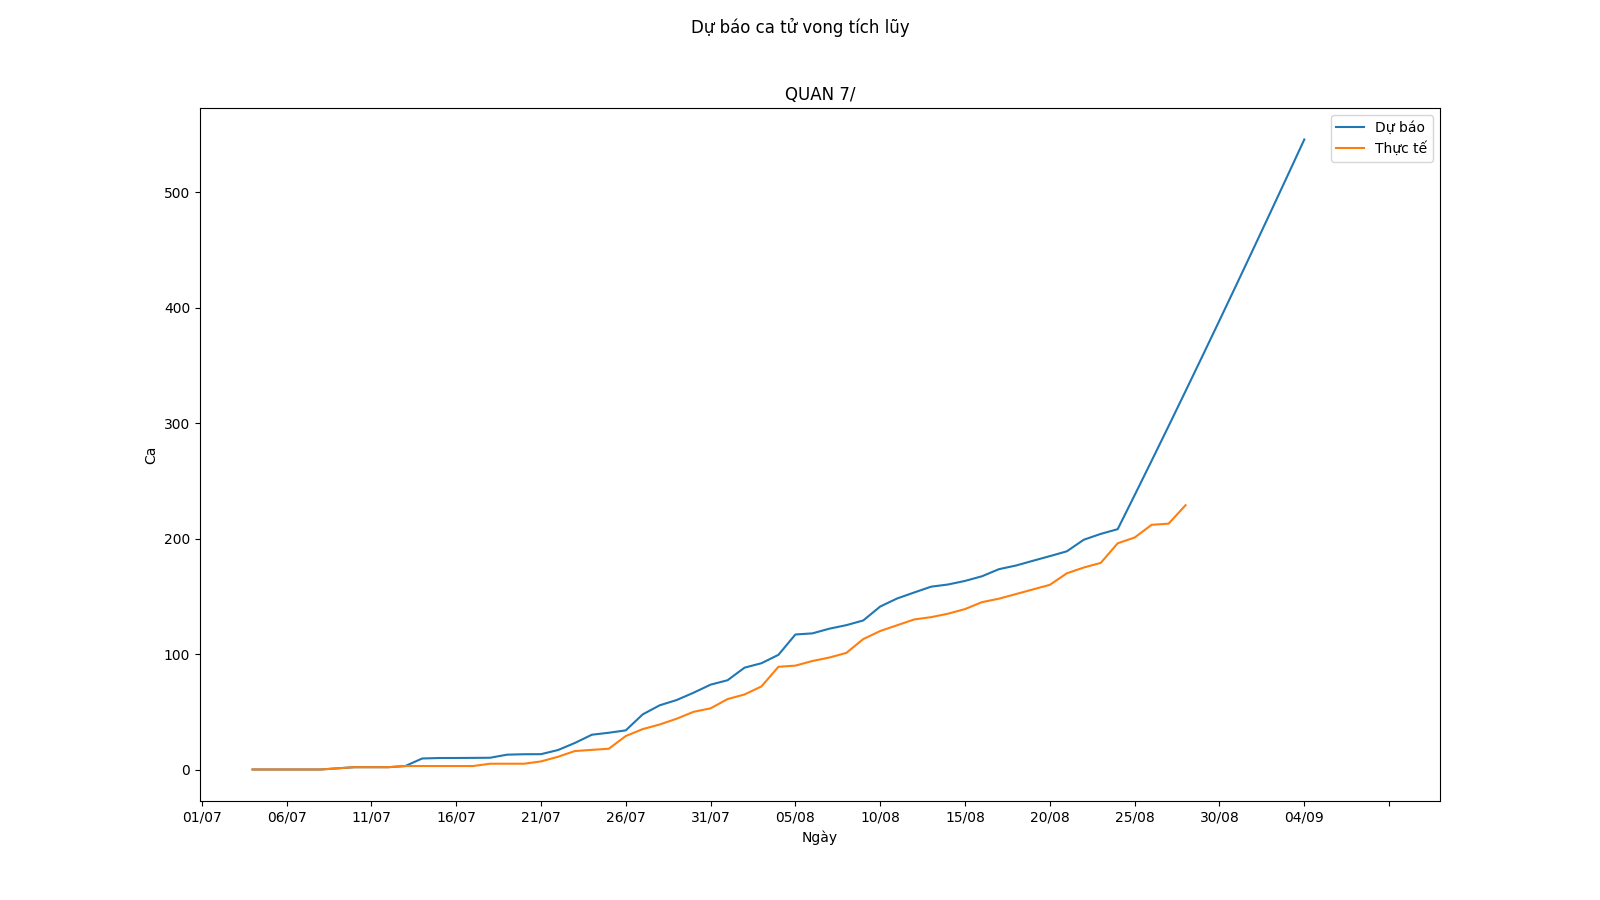 Dự báo ca tử vong tích lũy
QUAN 7/
Dự báo
Thực tế
500
400
300
200
100
0
Ca
01/07 06/07 11/07 16/07 21/07 26/07 31/07 05/08 10/08 15/08 20/08 25/08 30/08 04/09
Ngày